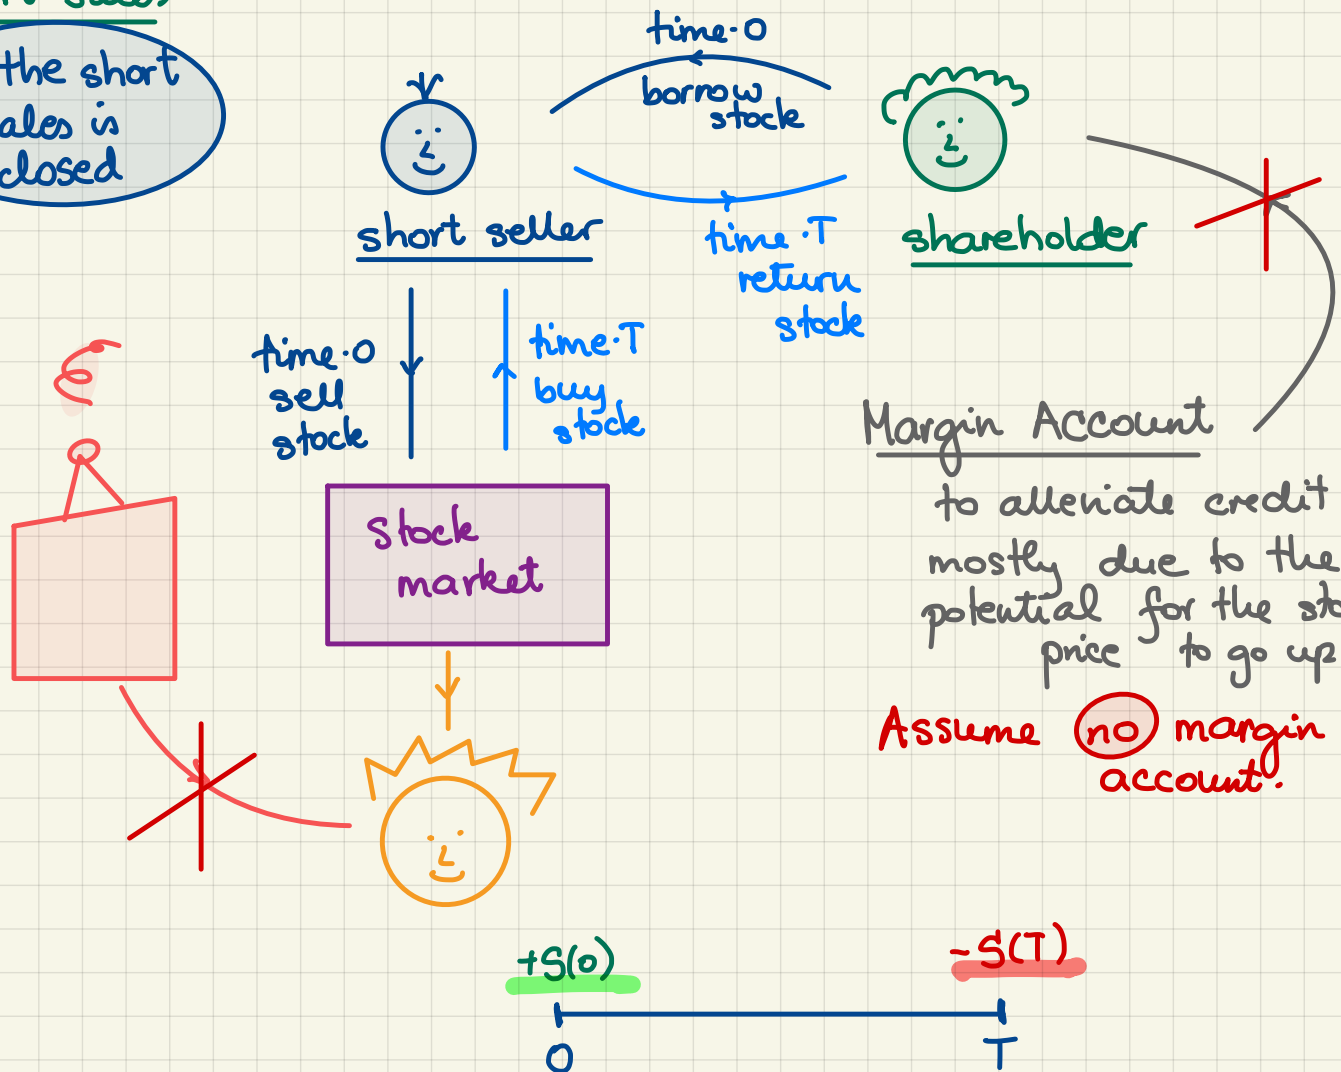 the short
ales is
closed
time·0
borrow
stock
short seller
shareholder
time·T
return
stock
time·0
sell
stock
time·T
buy
stock
Stock
market
Margin Account
to alleviate credit
mostly due to the
potential for the sto
price to go up
Assume no margin
account.
+S(0)
-S(T)
0
T